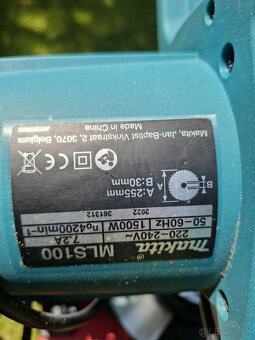 makita MLS100
220-240V~ 7.2A
50-60Hz 1500W n₀4200min-1
2022 361312
A:255mm
B:30mm
A
B
Makita, Jan-Baptist Vinkstraat 2, 3070, Belgium
Made in China